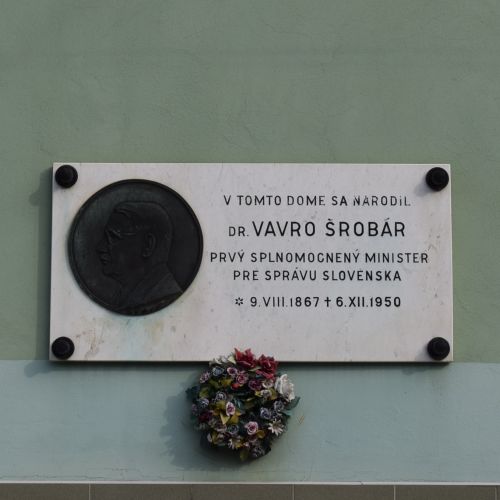 V TOMTO DOME SA NARODIL
DR. VAVRO ŠROBÁR
PRVÝ SPLNOMOCNENÝ MINISTER
PRE SPRÁVU SLOVENSKA
* 9. VIII. 1867 + 6. XII. 1950